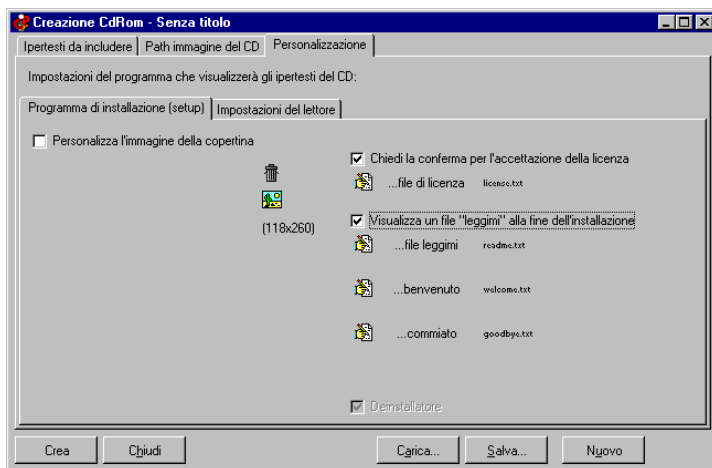 Creazione CdRom - Senza titolo
Ipertesti da includere Path immagine del CD Personalizzazione
Impostazioni del programma che visualizzerà gli ipertesti del CD:
Programma di installazione (setup) Impostazioni del lettore
Personalizza l'immagine della copertina
(118x260)
Chiedi la conferma per l'accettazione della licenza
...file di licenza license.txt
Visualizza un file "leggimi" alla fine dell'installazione
...file leggimi readme.txt
...benvenuto welcome.txt
...commiato goodbye.txt
Deinstallatore
Crea Chiudi Carica... Salva... Nuovo